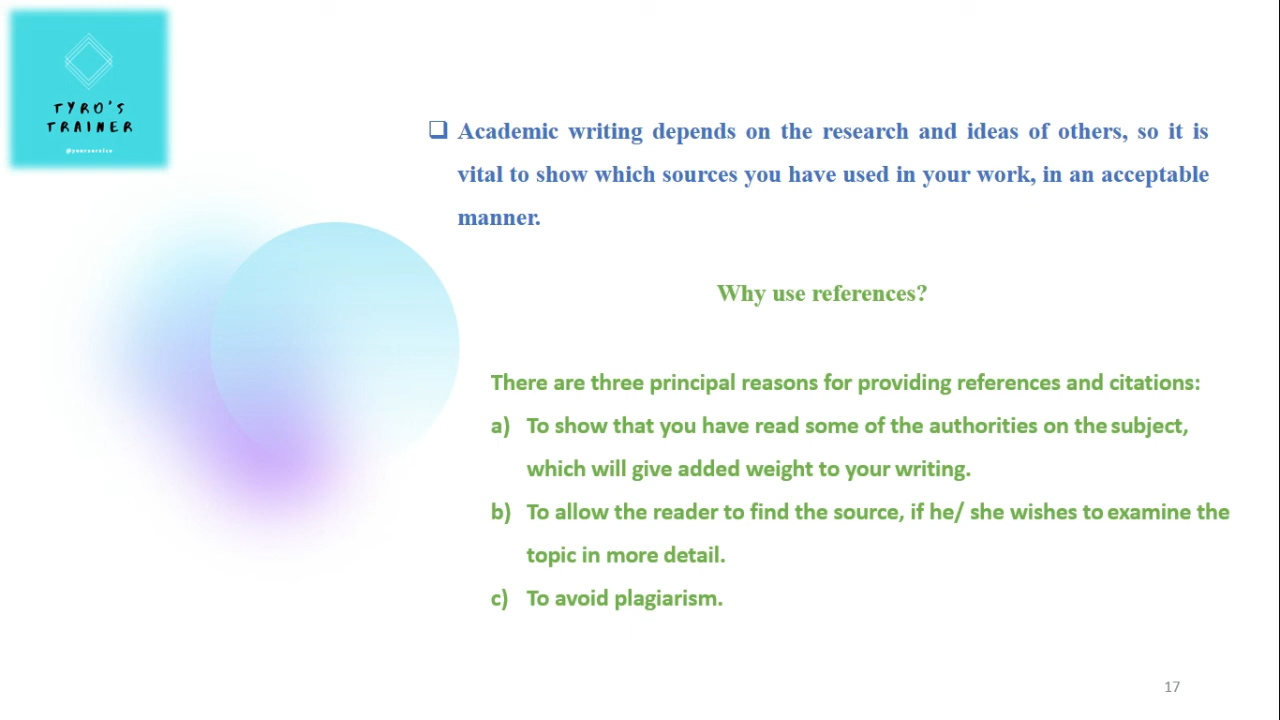 TYRO'S
TRAINER
Academic writing depends on the research and ideas of others, so it is
vital to show which sources you have used in your work, in an acceptable
manner.
Why use references?
There are three principal reasons for providing references and citations:
a) To show that you have read some of the authorities on the subject,
which will give added weight to your writing.
b) To allow the reader to find the source, if he/ she wishes to examine the
topic in more detail.
c) To avoid plagiarism.
17